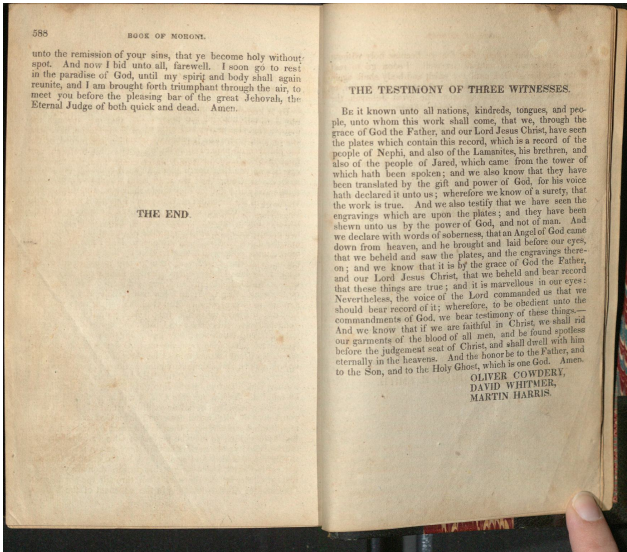 588
BOOK OF MORONI.
unto the remission of your sins, that ye become holy without
spot. And now I bid unto all, farewell. I soon go to rest
in the paradise of God, until my spirit and body shall again
reunite, and I am brought forth triumphant through the air, to
meet you before the pleasing bar of the great Jehovah, the
Eternal Judge of both quick and dead. Amen.
THE END.
THE TESTIMONY OF THREE WITNESSES.
BE it known unto all nations, kindreds, tongues, and peo-
ple, unto whom this work shall come, that we, through the
grace of God the Father, and our Lord Jesus Christ, have seen
the plates which contain this record, which is a record of the
people of Nephi, and also of the Lamanites, his brethren, and
also of the people of Jared, which came from the tower of
which hath been spoken; and we also know that they have
been translated by the gift and power of God, for his voice
hath declared it unto us; wherefore we know of a surety, that
the work is true. And we also testify that we have seen the
engravings which are upon the plates; and they have been
shewn unto us by the power of God, and not of man. And
we declare with words of soberness, that an Angel of God came
down from heaven, and he brought and laid before our eyes,
that we beheld and saw the plates, and the engravings there-
on; and we know that it is by the grace of God the Father,
and our Lord Jesus Christ, that we beheld and bear record
that these things are true; and it is marvellous in our eyes:
Nevertheless, the voice of the Lord commanded us that we
should bear record of it; wherefore, to be obedient unto the
commandments of God, we bear testimony of these things.—
And we know that if we are faithful in Christ, we shall rid
our garments of the blood of all men, and be found spotless
before the judgement seat of Christ, and shall dwell with him
eternally in the heavens. And the honor be to the Father, and
to the Son, and to the Holy Ghost, which is one God. Amen.
OLIVER COWDERY,
DAVID WHITMER,
MARTIN HARRIS.